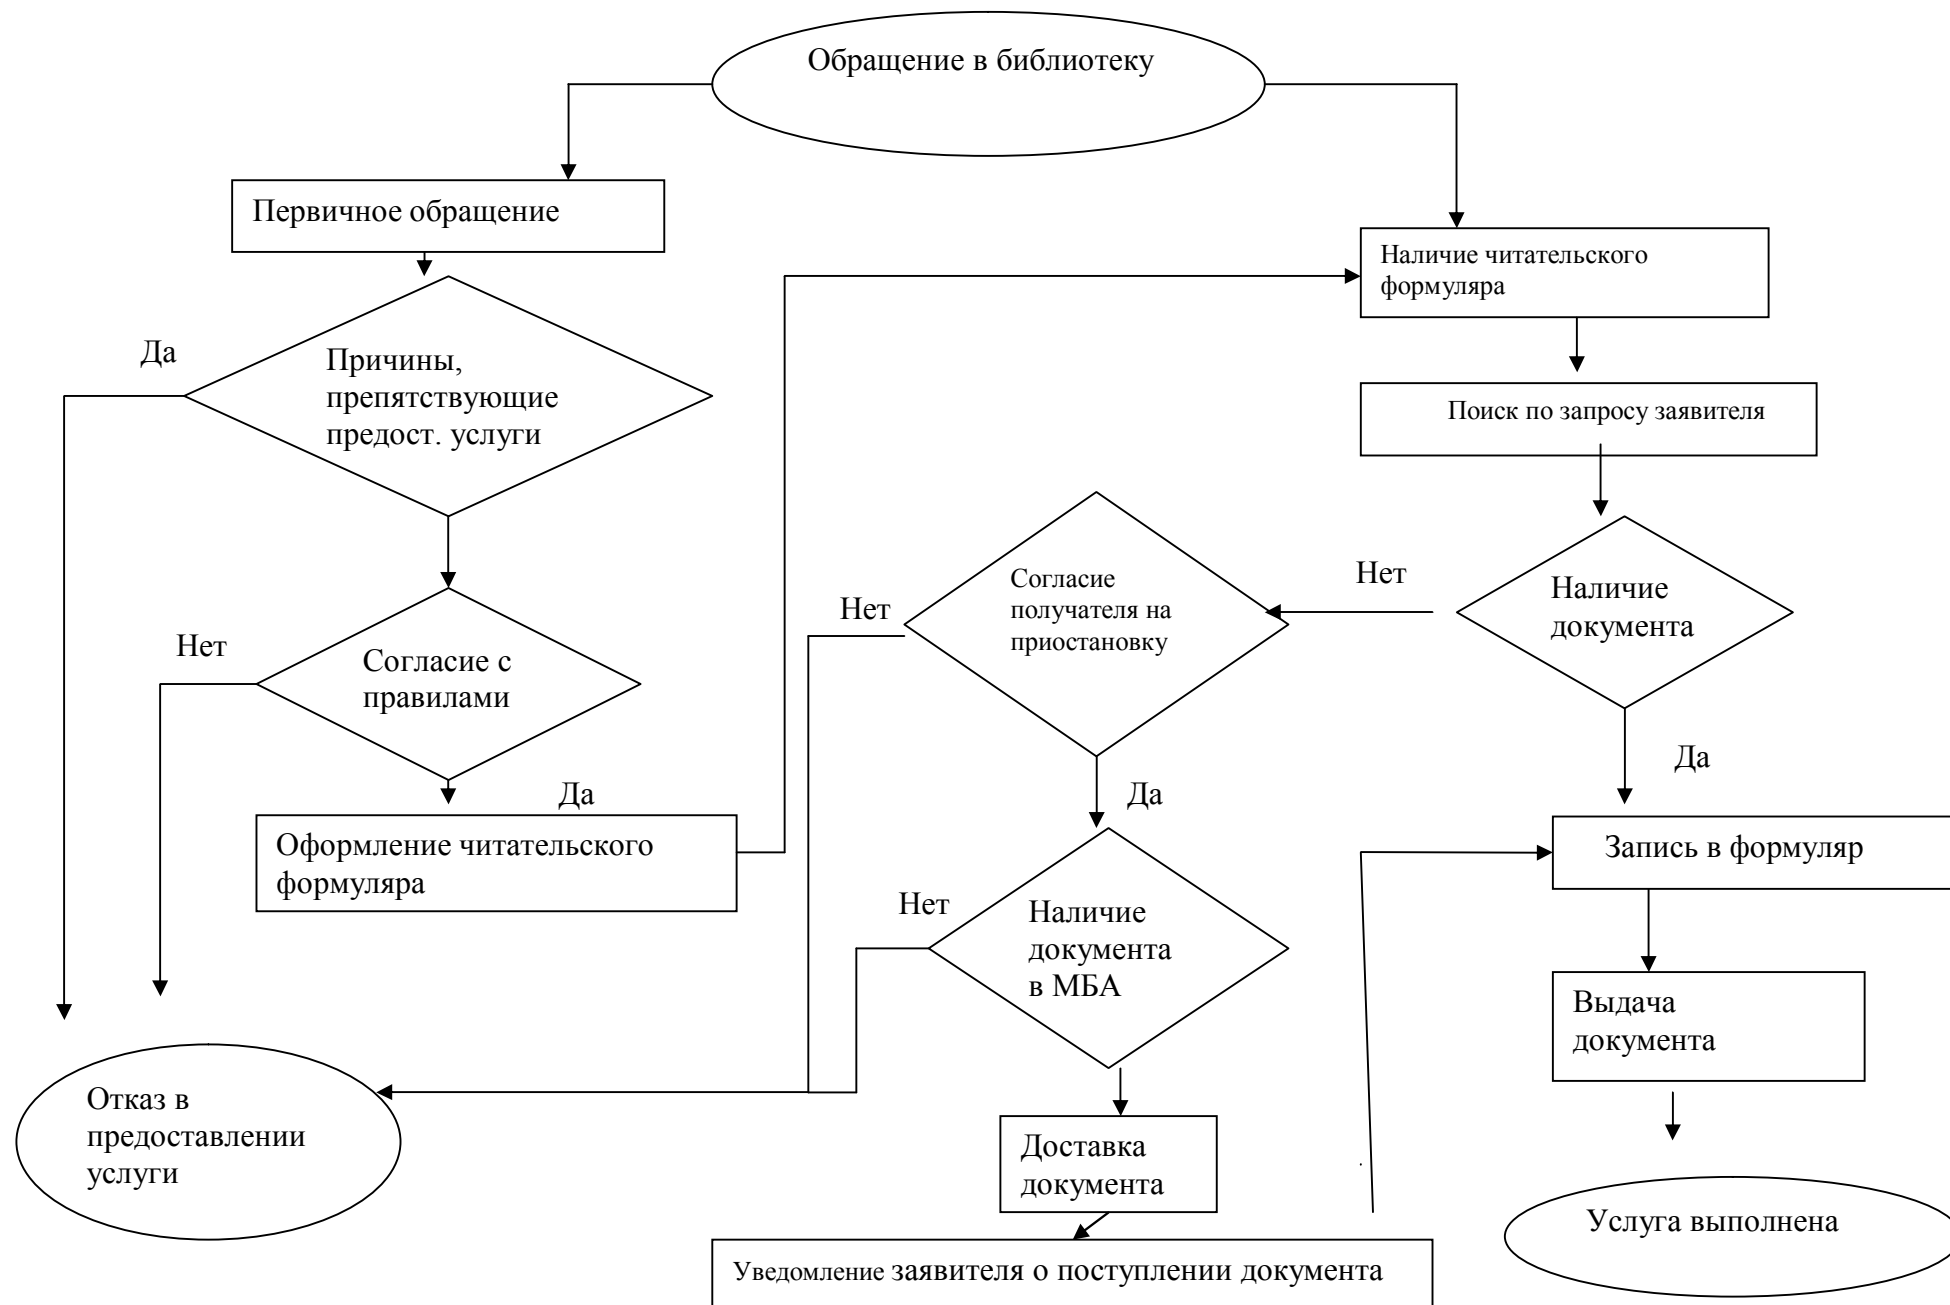 Обращение в библиотеку
Первичное обращение
Наличие читательского
формуляра
Да
Причины,
препятствующие
предост. услуги
Поиск по запросу заявителя
Согласие
получателя на
приостановку
Нет
Нет
Наличие
документа
Нет
Согласие с
правилами
Да
Да
Да
Оформление читательского
формуляра
Запись в формуляр
Нет
Наличие
документа
в МБА
Выдача
документа
Отказ в
предоставлении
услуги
Доставка
документа
Услуга выполнена
Уведомление заявителя о поступлении документа